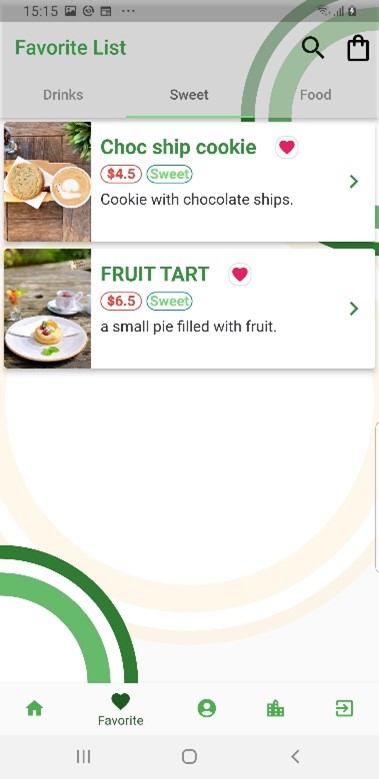 15:15
Favorite List
Drinks Sweet Food
Choc ship cookie
$4.5 Sweet
Cookie with chocolate ships.
FRUIT TART
$6.5 Sweet
a small pie filled with fruit.
Favorite